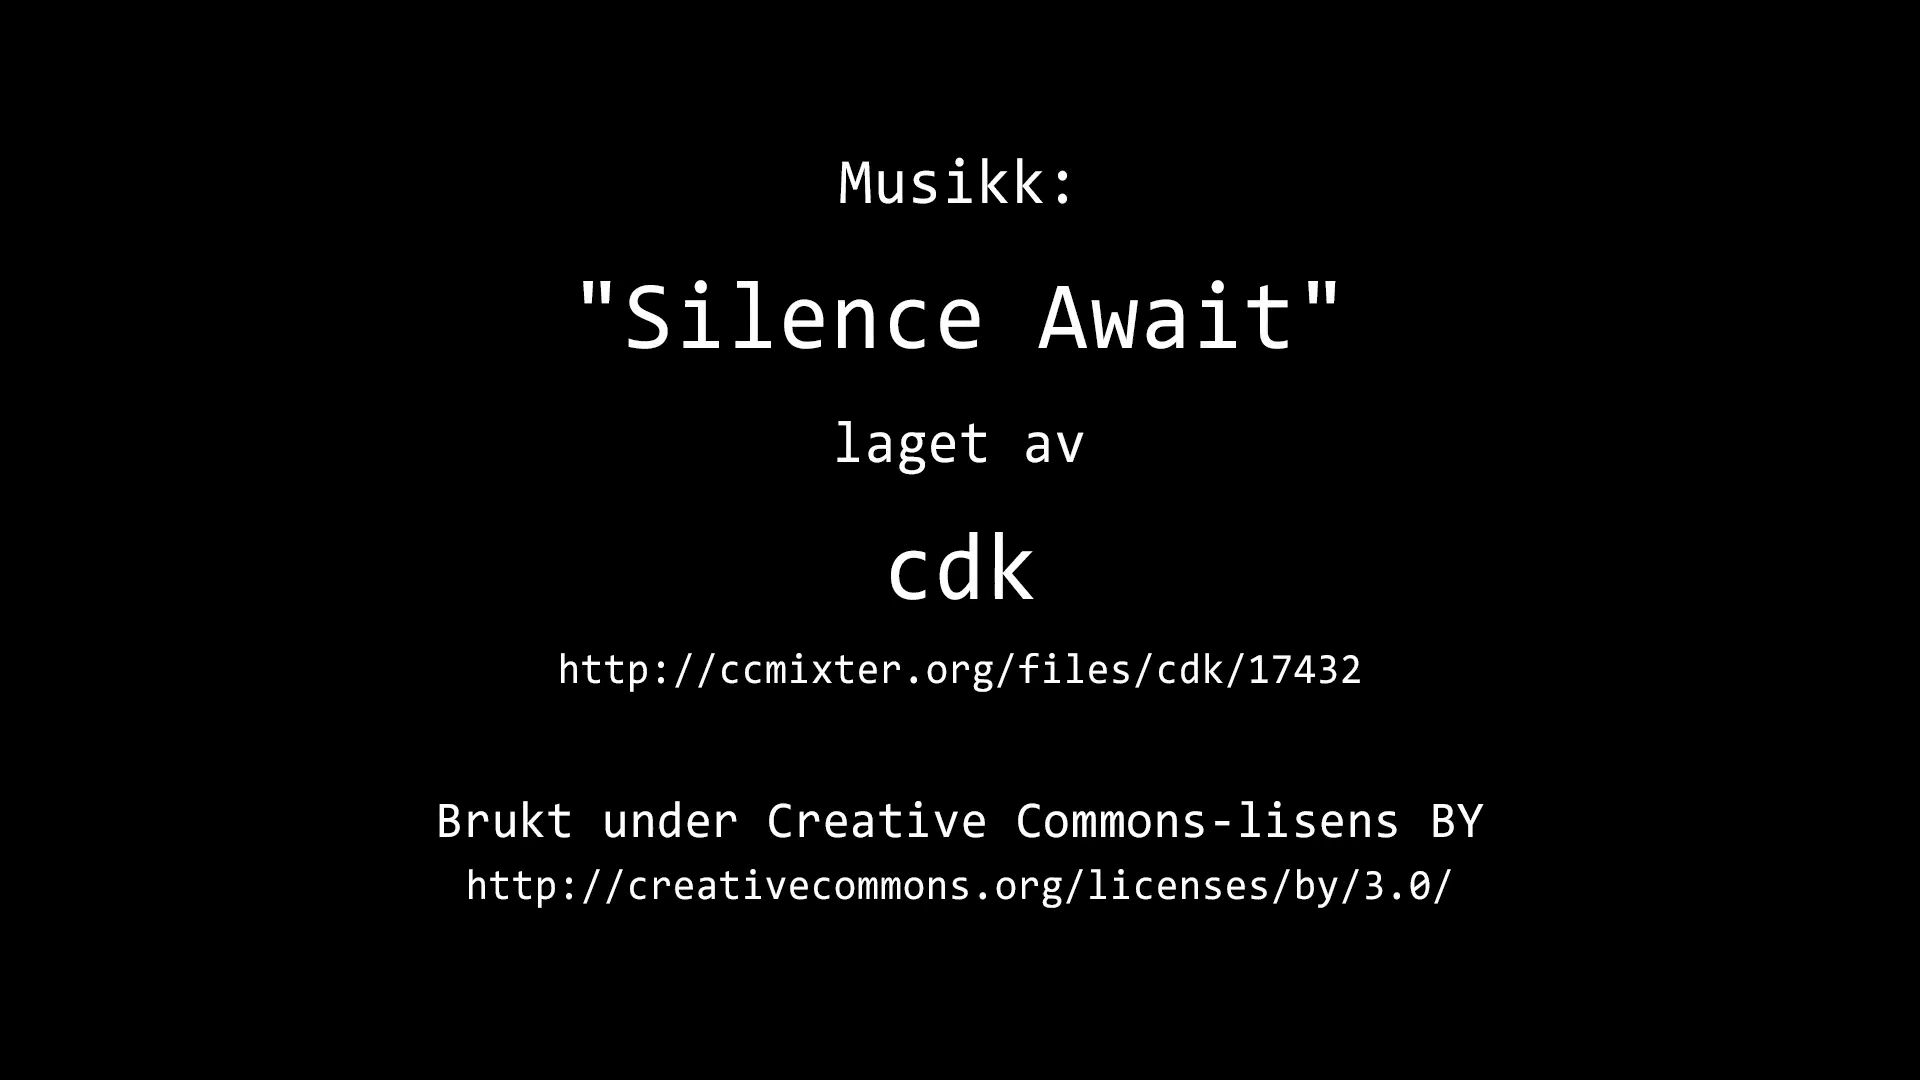 Musikk:
"Silence Await"
laget av
cdk
http://ccmixter.org/files/cdk/17432
Brukt under Creative Commons-lisens BY
http://creativecommons.org/licenses/by/3.0/